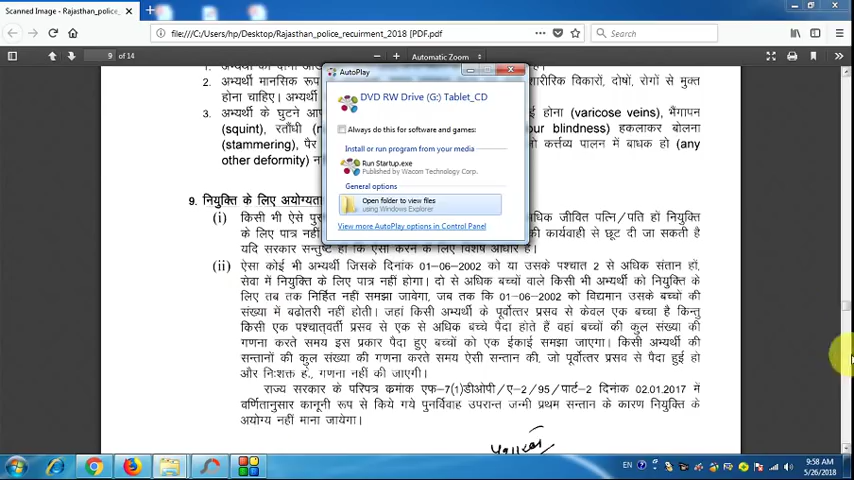 Scanned Image - Rajasthan_police_
file:///C:/Users/hp/Desktop/Rajasthan_police_recuirment_2018 [PDF.pdf
Search
9 of 14
Automatic Zoom
2. अभ्यर्थी मानसिक रूप
शारीरिक विकारों, दोषों, रोगों से मुक्त
होना चाहिए। अभ्यर्थी
3. अभ्यर्थी के घुटने आप
होना (varicose veins), भैंगापन
(squint), रतौंधी
our blindness) हकलाकर बोलना
(stammering), पैर
कर्त्तव्य पालन में बाधक हो (any
other deformity)
AutoPlay
DVD RW Drive (G:) Tablet_CD
Always do this for software and games:
Install or run program from your media
Run Startup.exe
Published by Wacom Technology Corp.
General options
Open folder to view files
using Windows Explorer
View more AutoPlay options in Control Panel
9. नियुक्ति के लिए अयोग्यता
(i) किसी भी ऐसे
अधिक जीवित पत्नि/पति हों नियुक्ति
के लिए पात्र नहीं
की कार्यवाही से छूट दी जा सकती है
यदि सरकार सन्तुष्ट हो कि ऐसा करने के लिए विशेष आधार है।
(ii) ऐसा कोई भी अभ्यर्थी जिसके दिनांक 01-06-2002 को या उसके पश्चात 2 से अधिक संतान हों,
सेवा में नियुक्ति के लिए पात्र नहीं होगा। दो से अधिक बच्चों वाले किसी भी अभ्यर्थी को नियुक्ति के
लिए तब तक निर्हित नहीं समझा जावेगा, जब तक कि 01-06-2002 को विद्यमान उसके बच्चों की
संख्या में बढोतरी नहीं होती। जहां किसी अभ्यर्थी के पूर्वोत्तर प्रसव से केवल एक बच्चा है किन्तु
किसी एक पश्चात्वर्ती प्रसव से एक से अधिक बच्चे पैदा होते हैं वहां बच्चों की कुल संख्या की
गणना करते समय इस प्रकार पैदा हुए बच्चों को एक ईकाई समझा जाएगा। किसी अभ्यर्थी की
सन्तानों की कुल संख्या की गणना करते समय ऐसी सन्तान की, जो पूर्वोत्तर प्रसव से पैदा हुई हो
और निःशक्त हो, गणना नहीं की जाएगी।
राज्य सरकार के परिपत्र कमांक एफ-7(1)डीओपी/ए-2/95/पार्ट-2 दिनांक 02.01.2017 में
वर्णितानुसार कानूनी रूप से किये गये पुनर्विवाह उपरान्त जन्मी प्रथम सन्तान के कारण नियुक्ति के
अयोग्य नहीं माना जायेगा।
EN
9:58 AM
5/26/2018